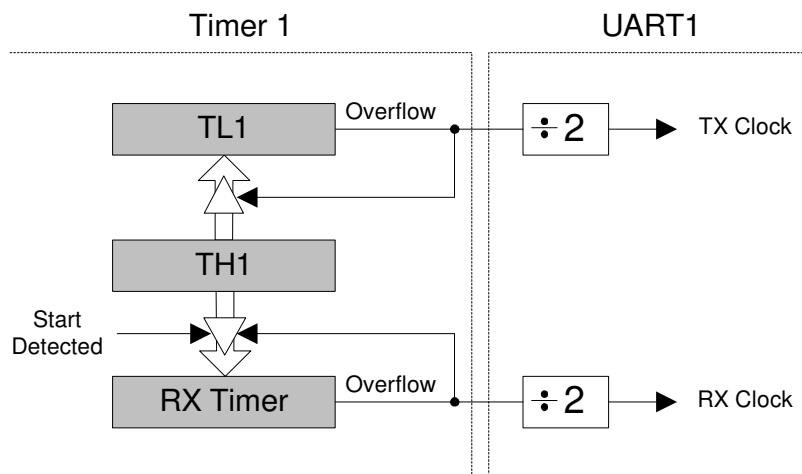 Timer 1
UART1
TL1
Overflow
÷ 2
TX Clock
TH1
Start
Detected
RX Timer
Overflow
÷ 2
RX Clock